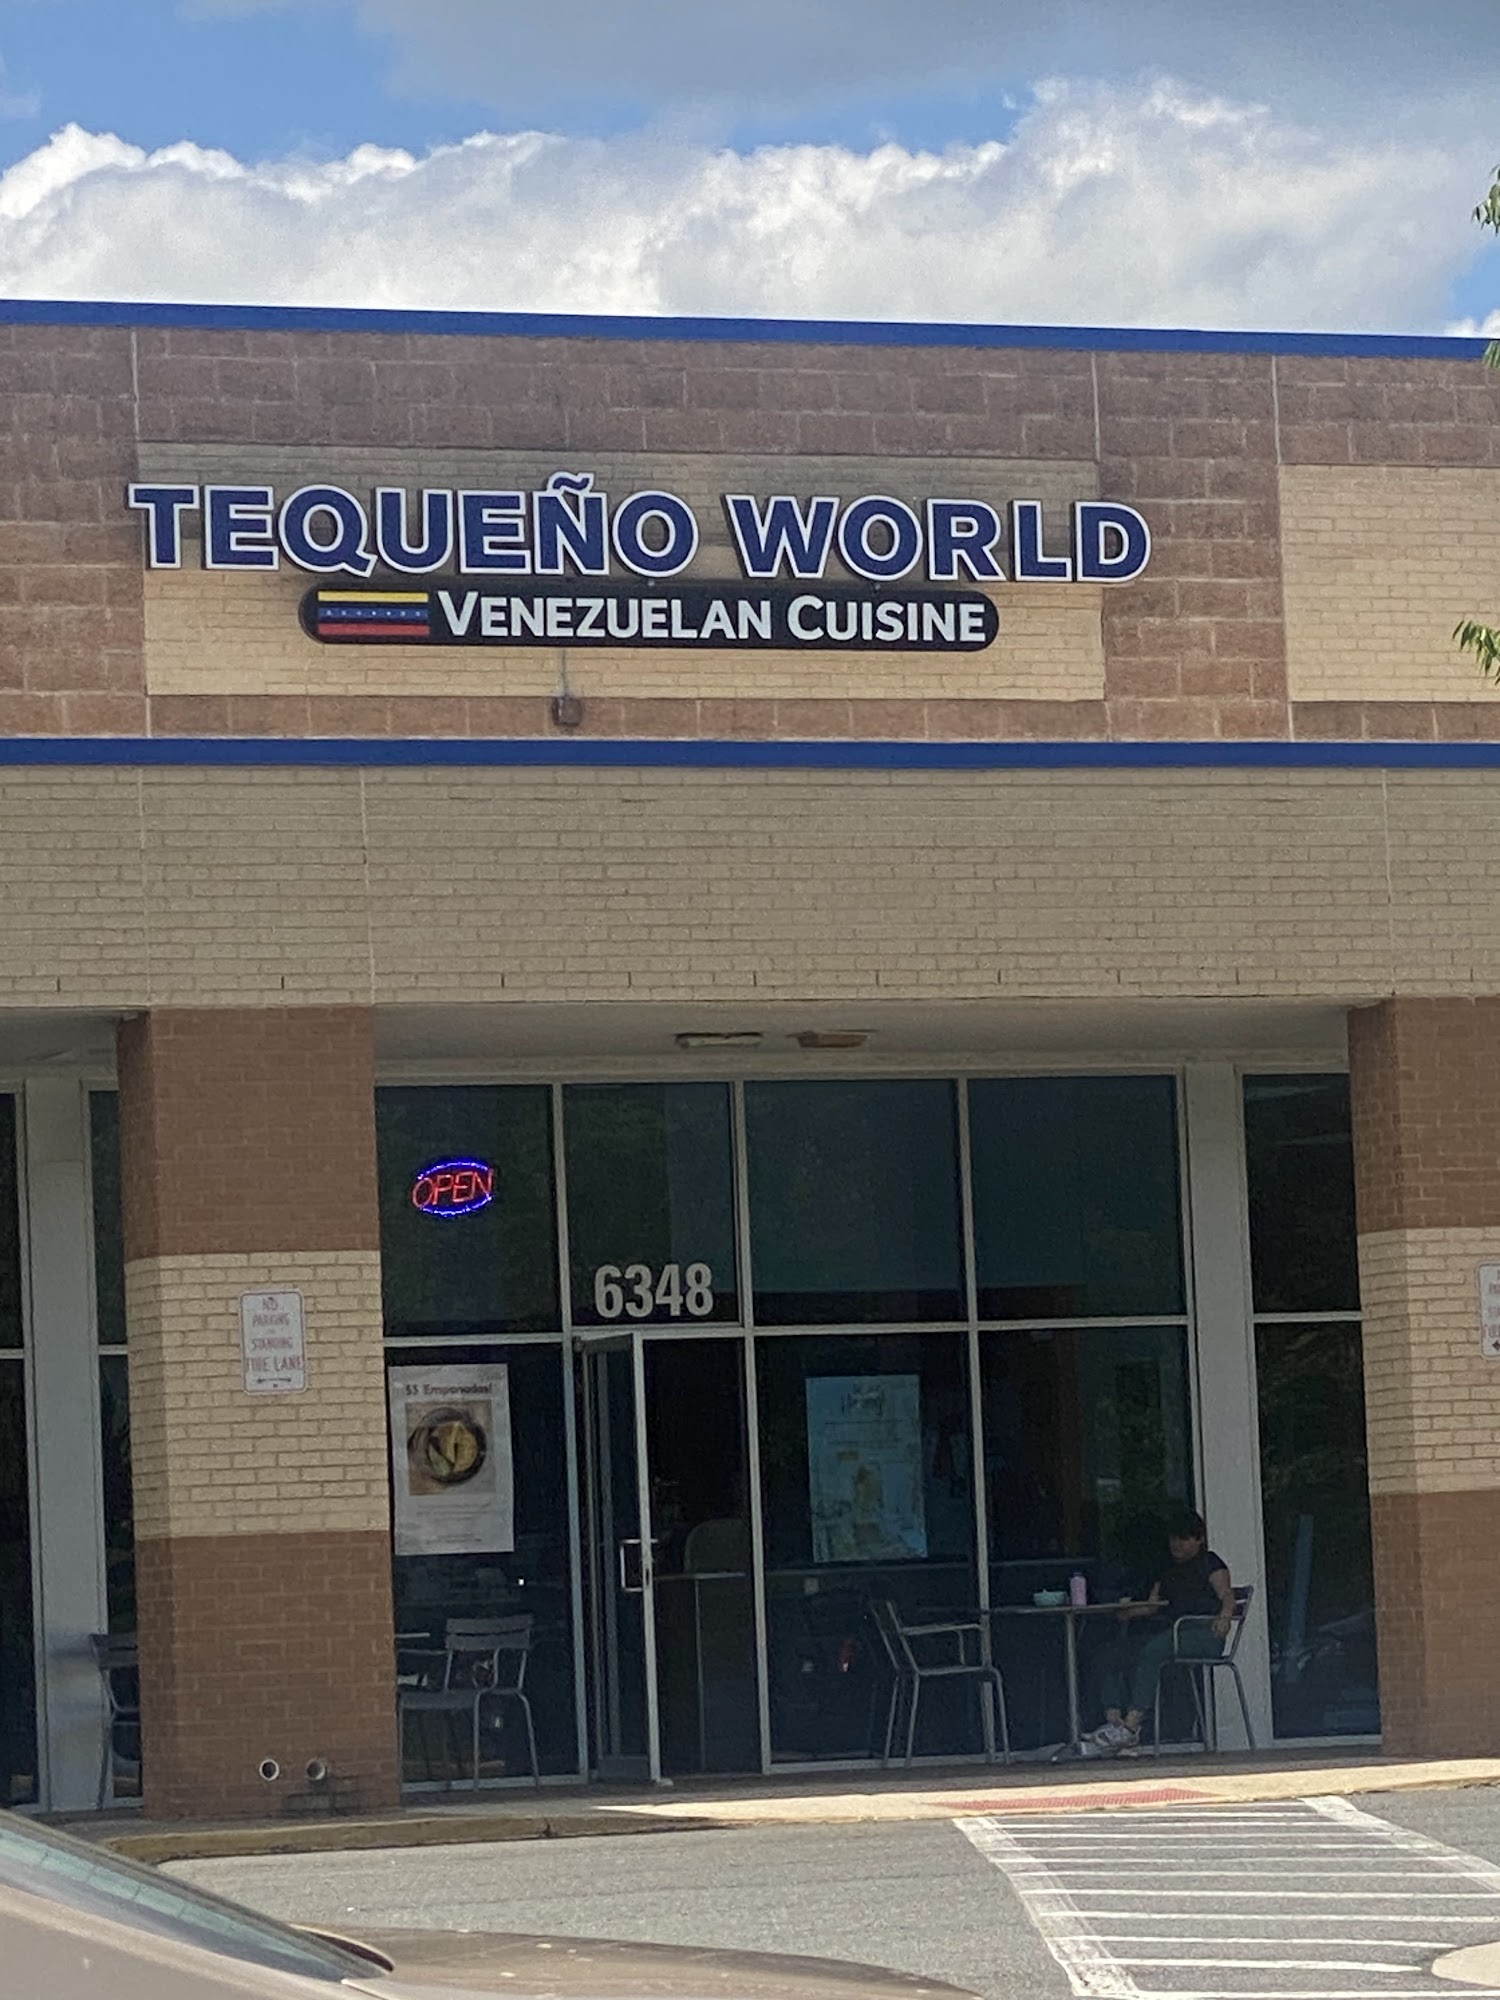 TEQUEÑO WORLD
VENEZUELAN CUISINE
OPEN
6348
NO
PARKING
STANDING
FIRE LANE
$5 Empanadas!